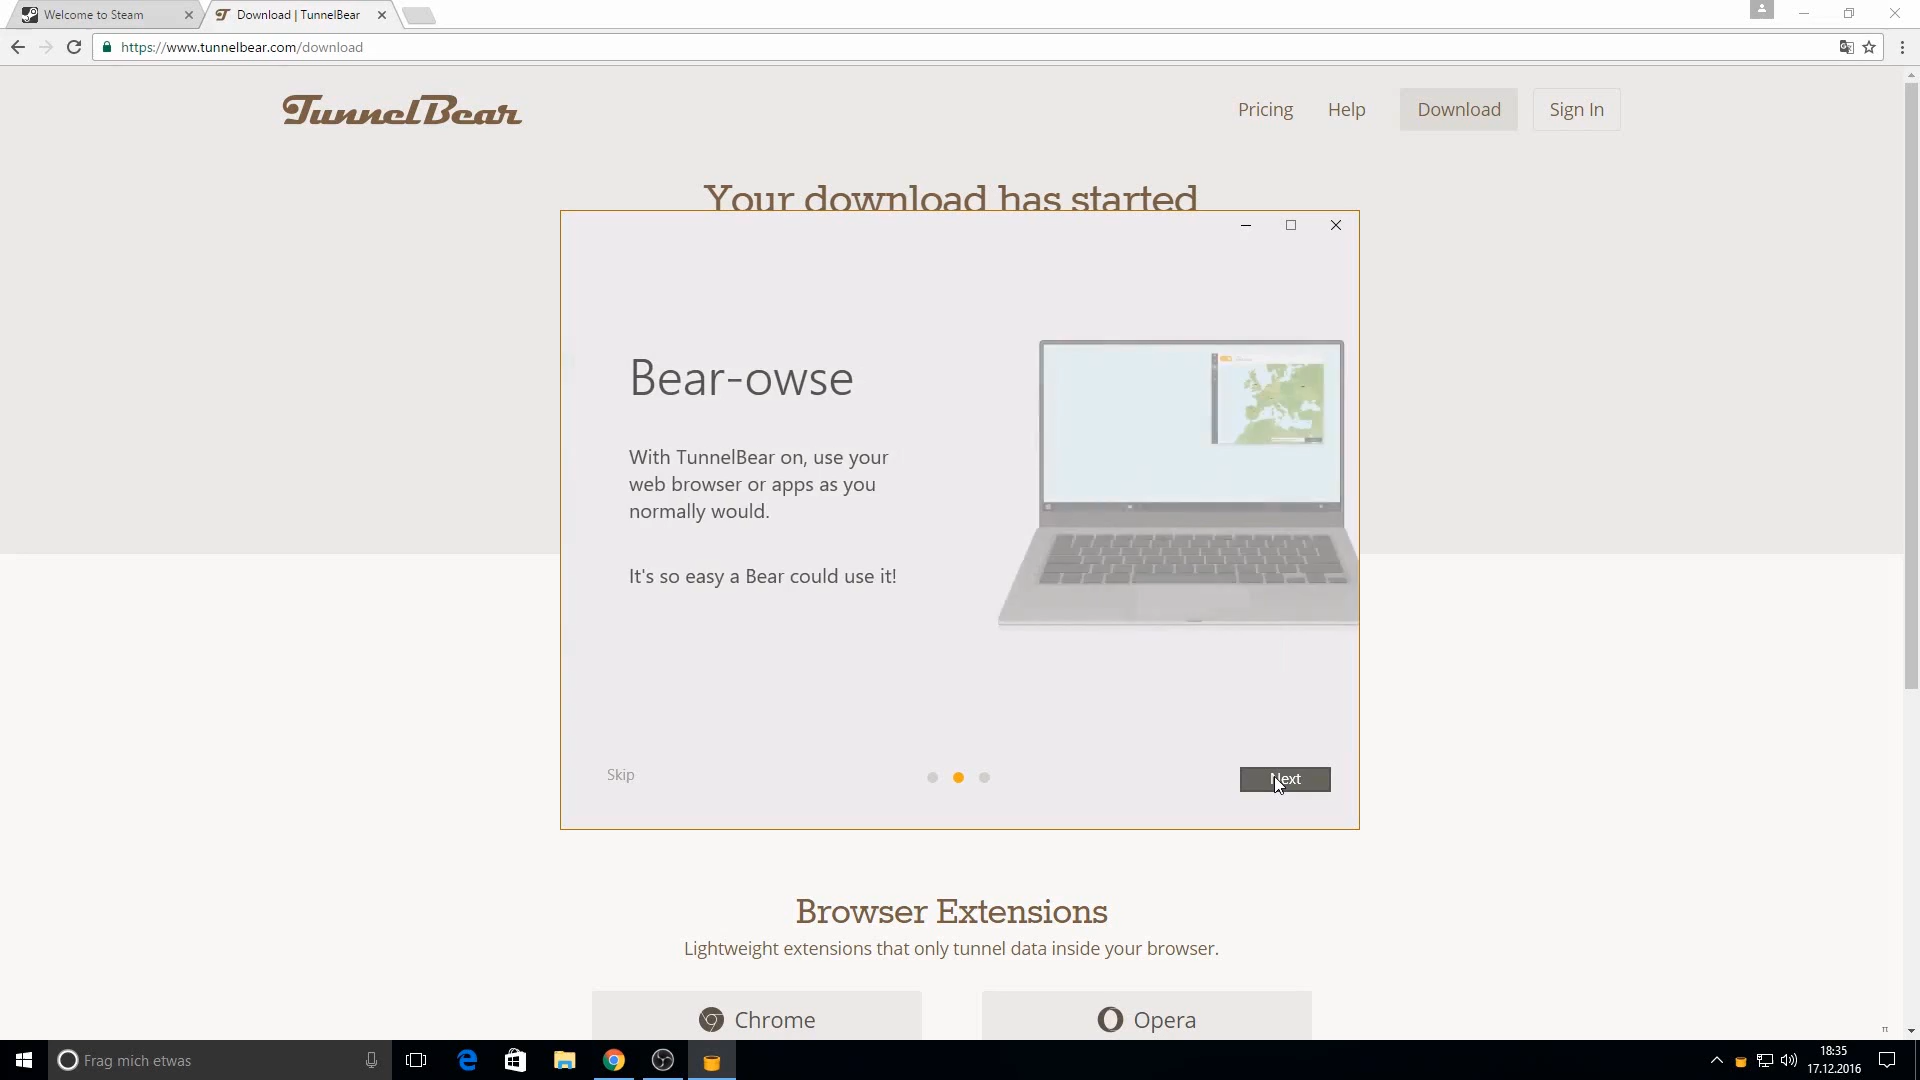 Welcome to Steam
Download | TunnelBear
https://www.tunnelbear.com/download
TunnelBear
Pricing
Help
Download
Sign In
Your download has started
Bear-owse
With TunnelBear on, use your
web browser or apps as you
normally would.
It's so easy a Bear could use it!
Skip
Next
Browser Extensions
Lightweight extensions that only tunnel data inside your browser.
Chrome
Opera
π
Frag mich etwas
18:35
17.12.2016